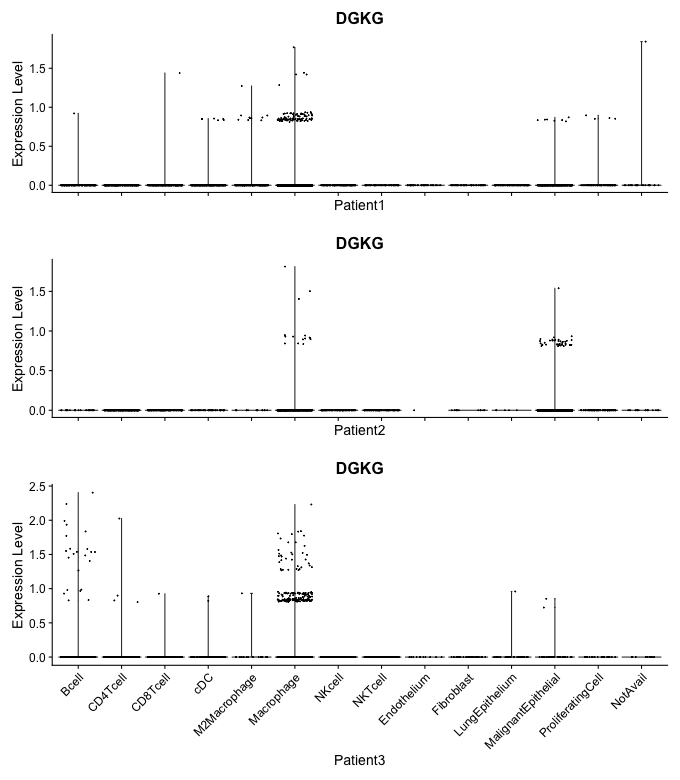 DGKG
Expression Level
1.5
1.0
0.5
0.0
Patient1
DGKG
Expression Level
1.5
1.0
0.5
0.0
Patient2
DGKG
Expression Level
2.5
2.0
1.5
1.0
0.5
0.0
Bcell
CD4Tcell
CD8Tcell
cDC
M2Macrophage
Macrophage
NKcell
NKTcell
Endothelium
Fibroblast
LungEpithelium
MalignantEpithelial
ProliferatingCell
NotAvail
Patient3